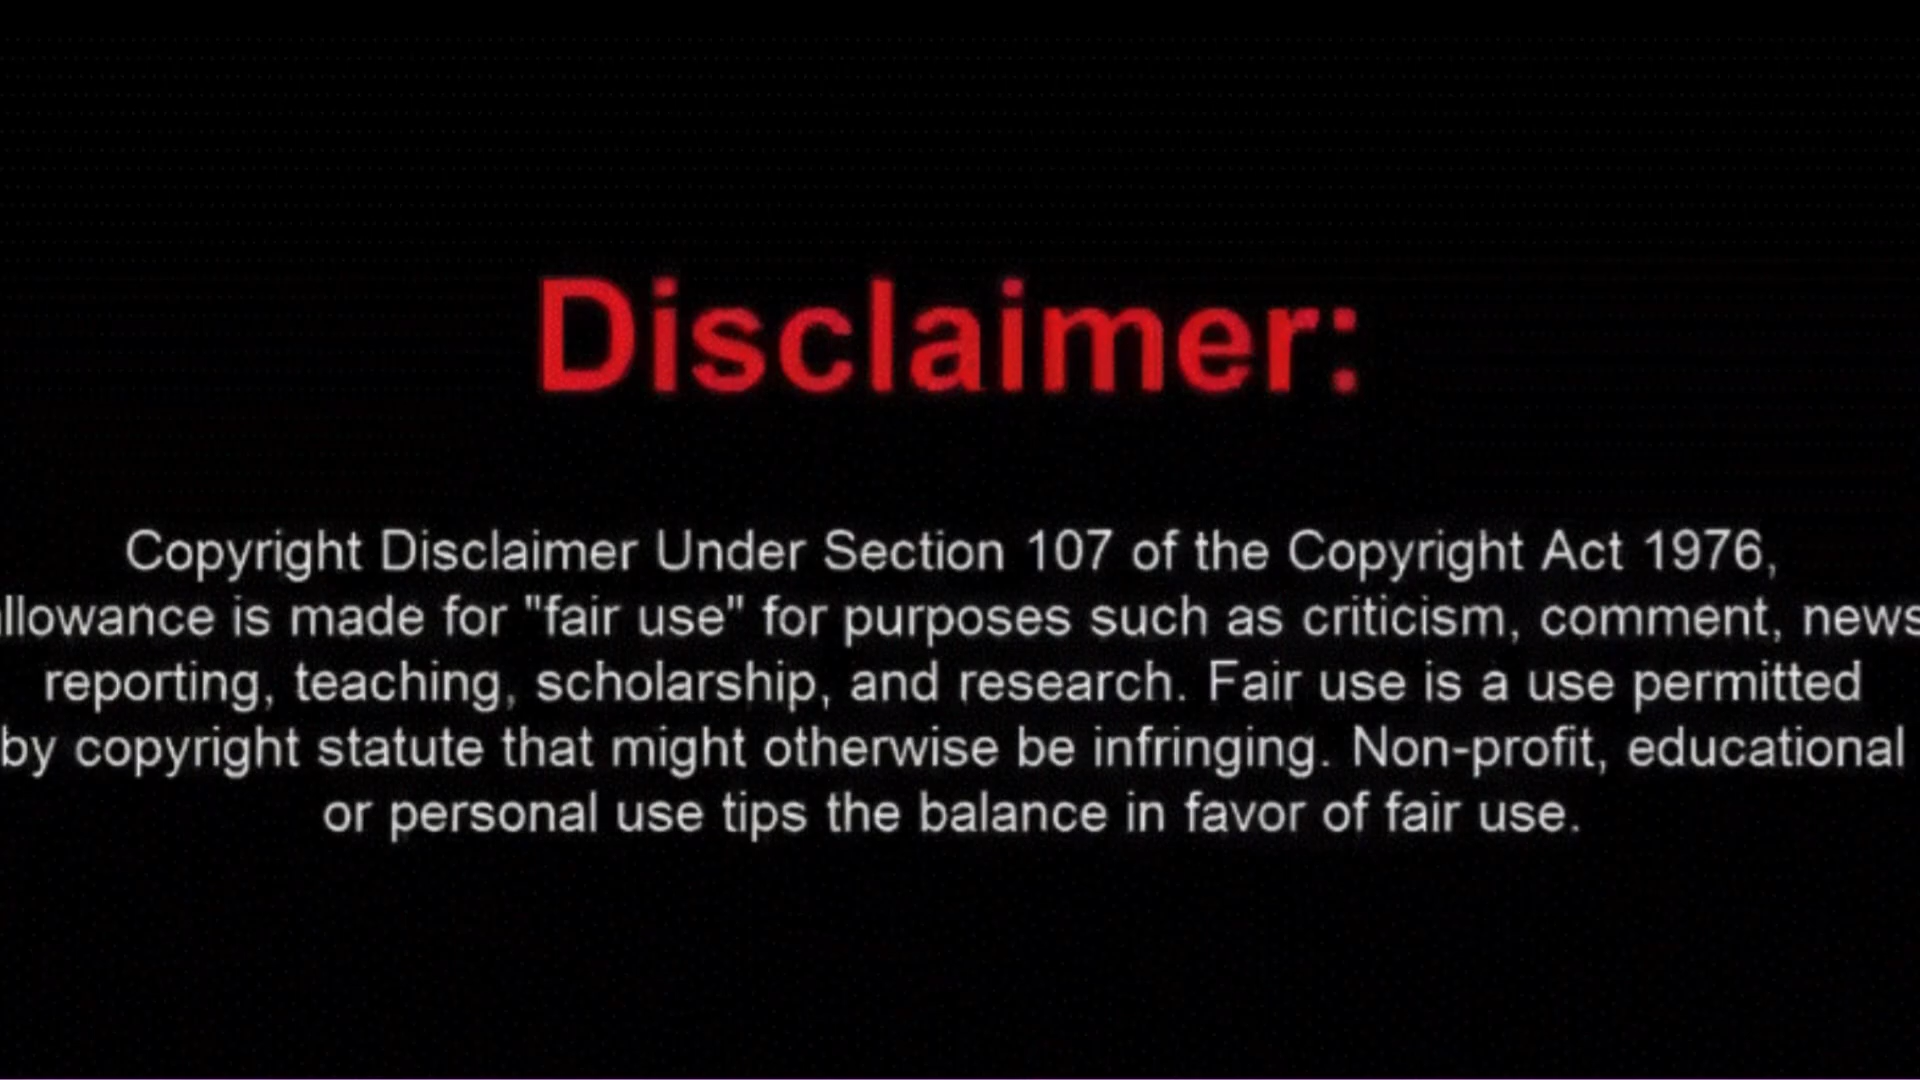 Disclaimer:
Copyright Disclaimer Under Section 107 of the Copyright Act 1976,
llowance is made for "fair use" for purposes such as criticism, comment, news
reporting, teaching, scholarship, and research. Fair use is a use permitted
by copyright statute that might otherwise be infringing. Non-profit, educational
or personal use tips the balance in favor of fair use.